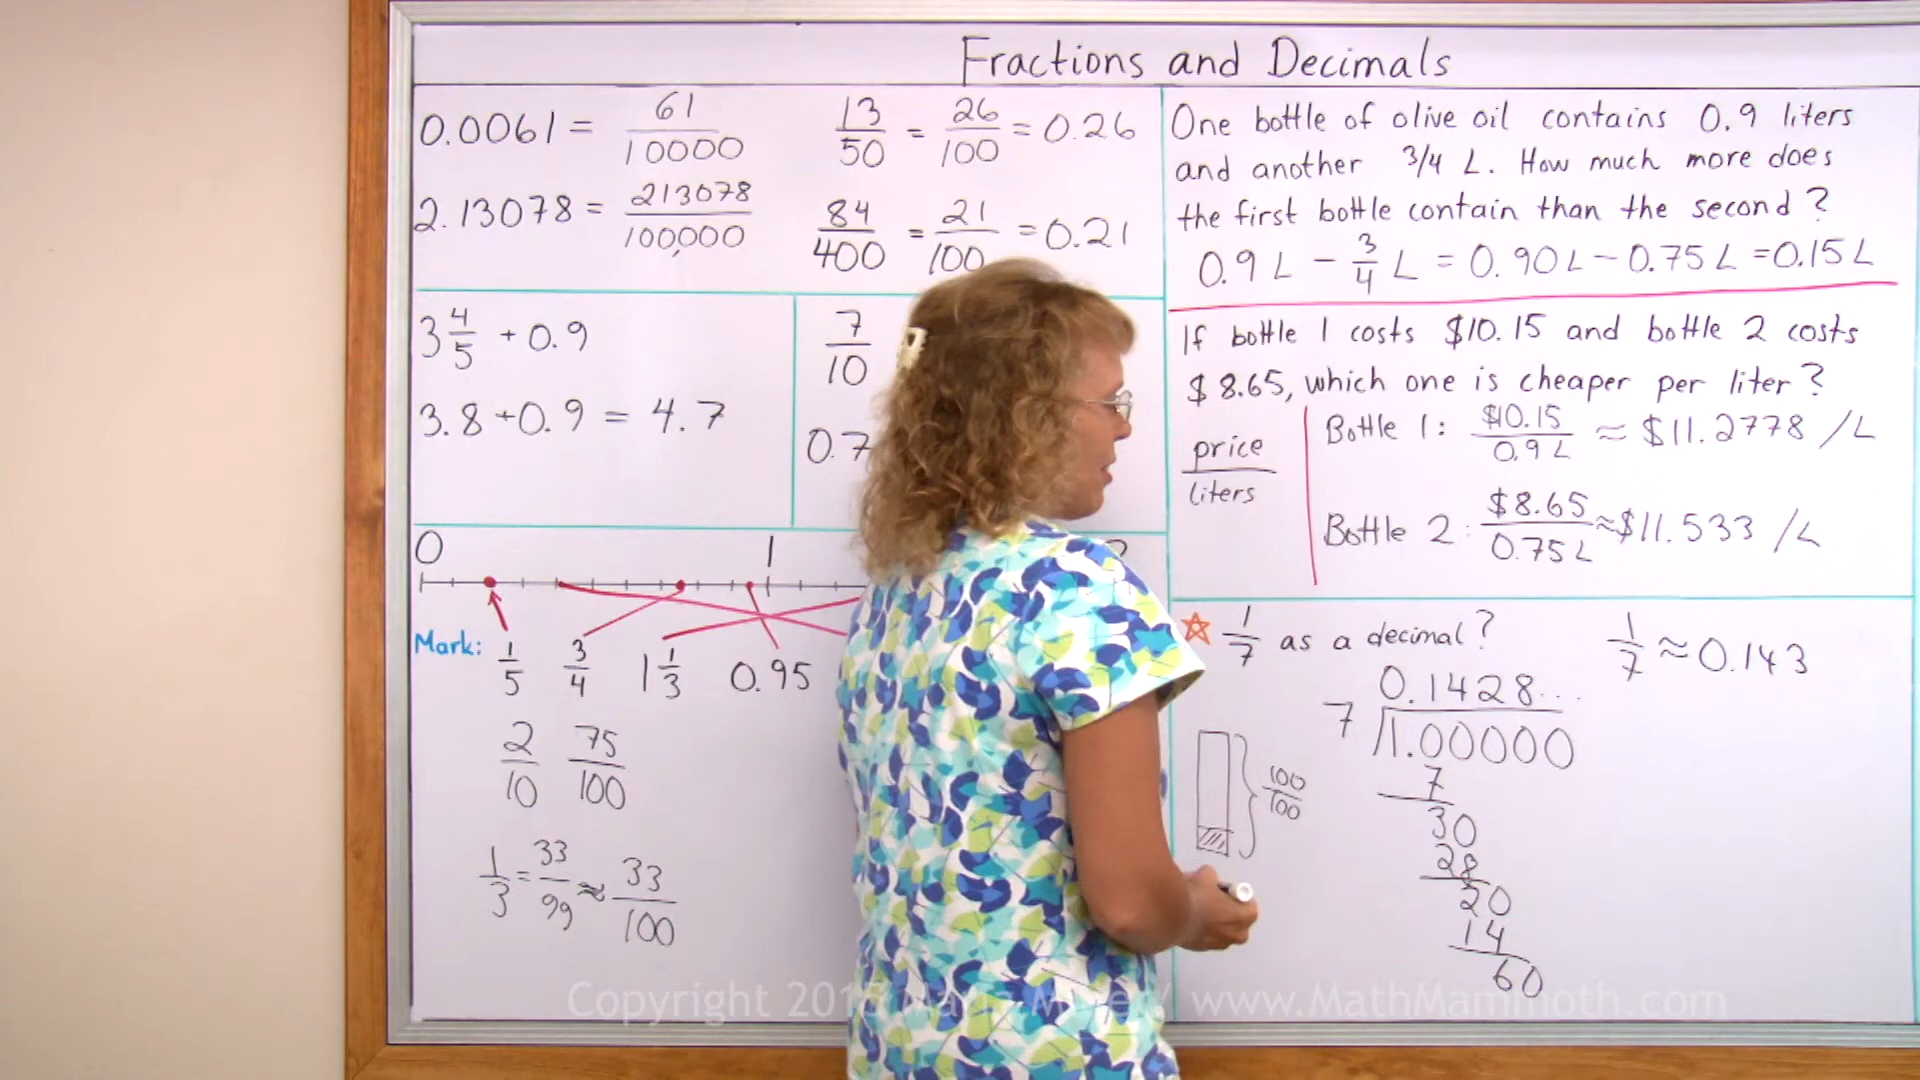 Fractions and Decimals
0.0061 = 61/10000
13/50 = 26/100 = 0.26
2.13078 = 213078/100,000
84/400 = 21/100 = 0.21
3 4/5 + 0.9
3.8 + 0.9 = 4.7
7/10
0.7
0 1
Mark: 1/5 3/4 1 1/3 0.95
2/10 75/100
1/3 = 33/99 ≈ 33/100
One bottle of olive oil contains 0.9 liters
and another 3/4 L. How much more does
the first bottle contain than the second?
0.9 L - 3/4 L = 0.90 L - 0.75 L = 0.15 L
If bottle 1 costs $10.15 and bottle 2 costs
$8.65, which one is cheaper per liter?
price/liters
Bottle 1: $10.15/0.9 L ≈ $11.2778 /L
Bottle 2: $8.65/0.75 L ≈ $11.533 /L
1/7 as a decimal?
1/7 ≈ 0.143
0.1428...
7 1.00000
7
30
28
20
14
60
100/100
Copyright www.MathMammoth.com